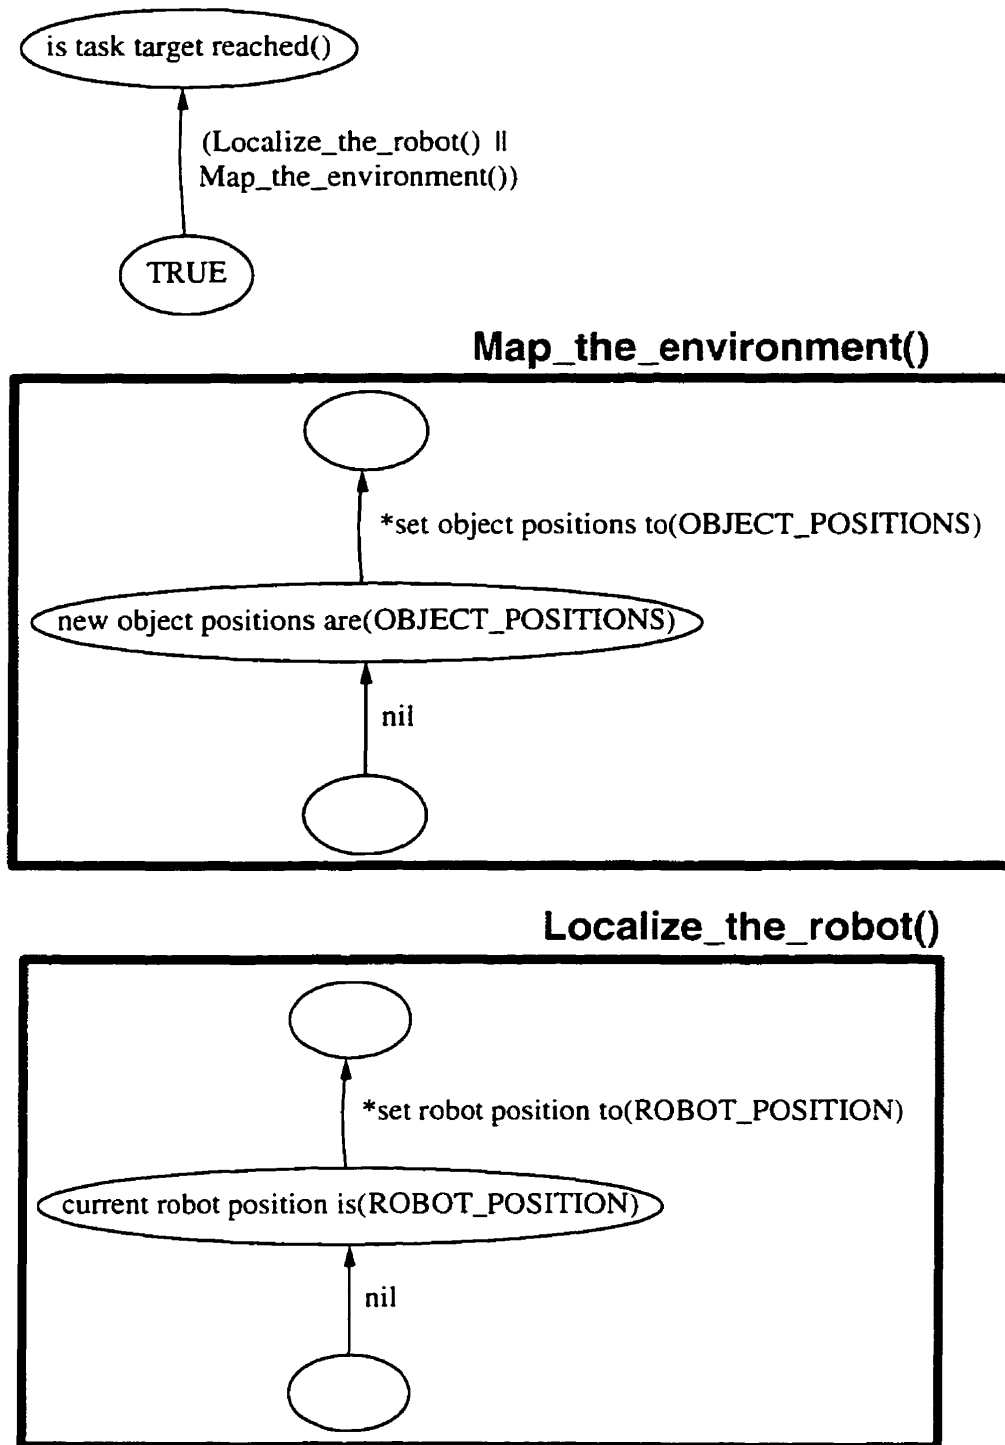 is task target reached()
(Localize_the_robot() ||
Map_the_environment())
TRUE
Map_the_environment()
*set object positions to(OBJECT_POSITIONS)
new object positions are(OBJECT_POSITIONS)
nil
Localize_the_robot()
*set robot position to(ROBOT_POSITION)
current robot position is(ROBOT_POSITION)
nil